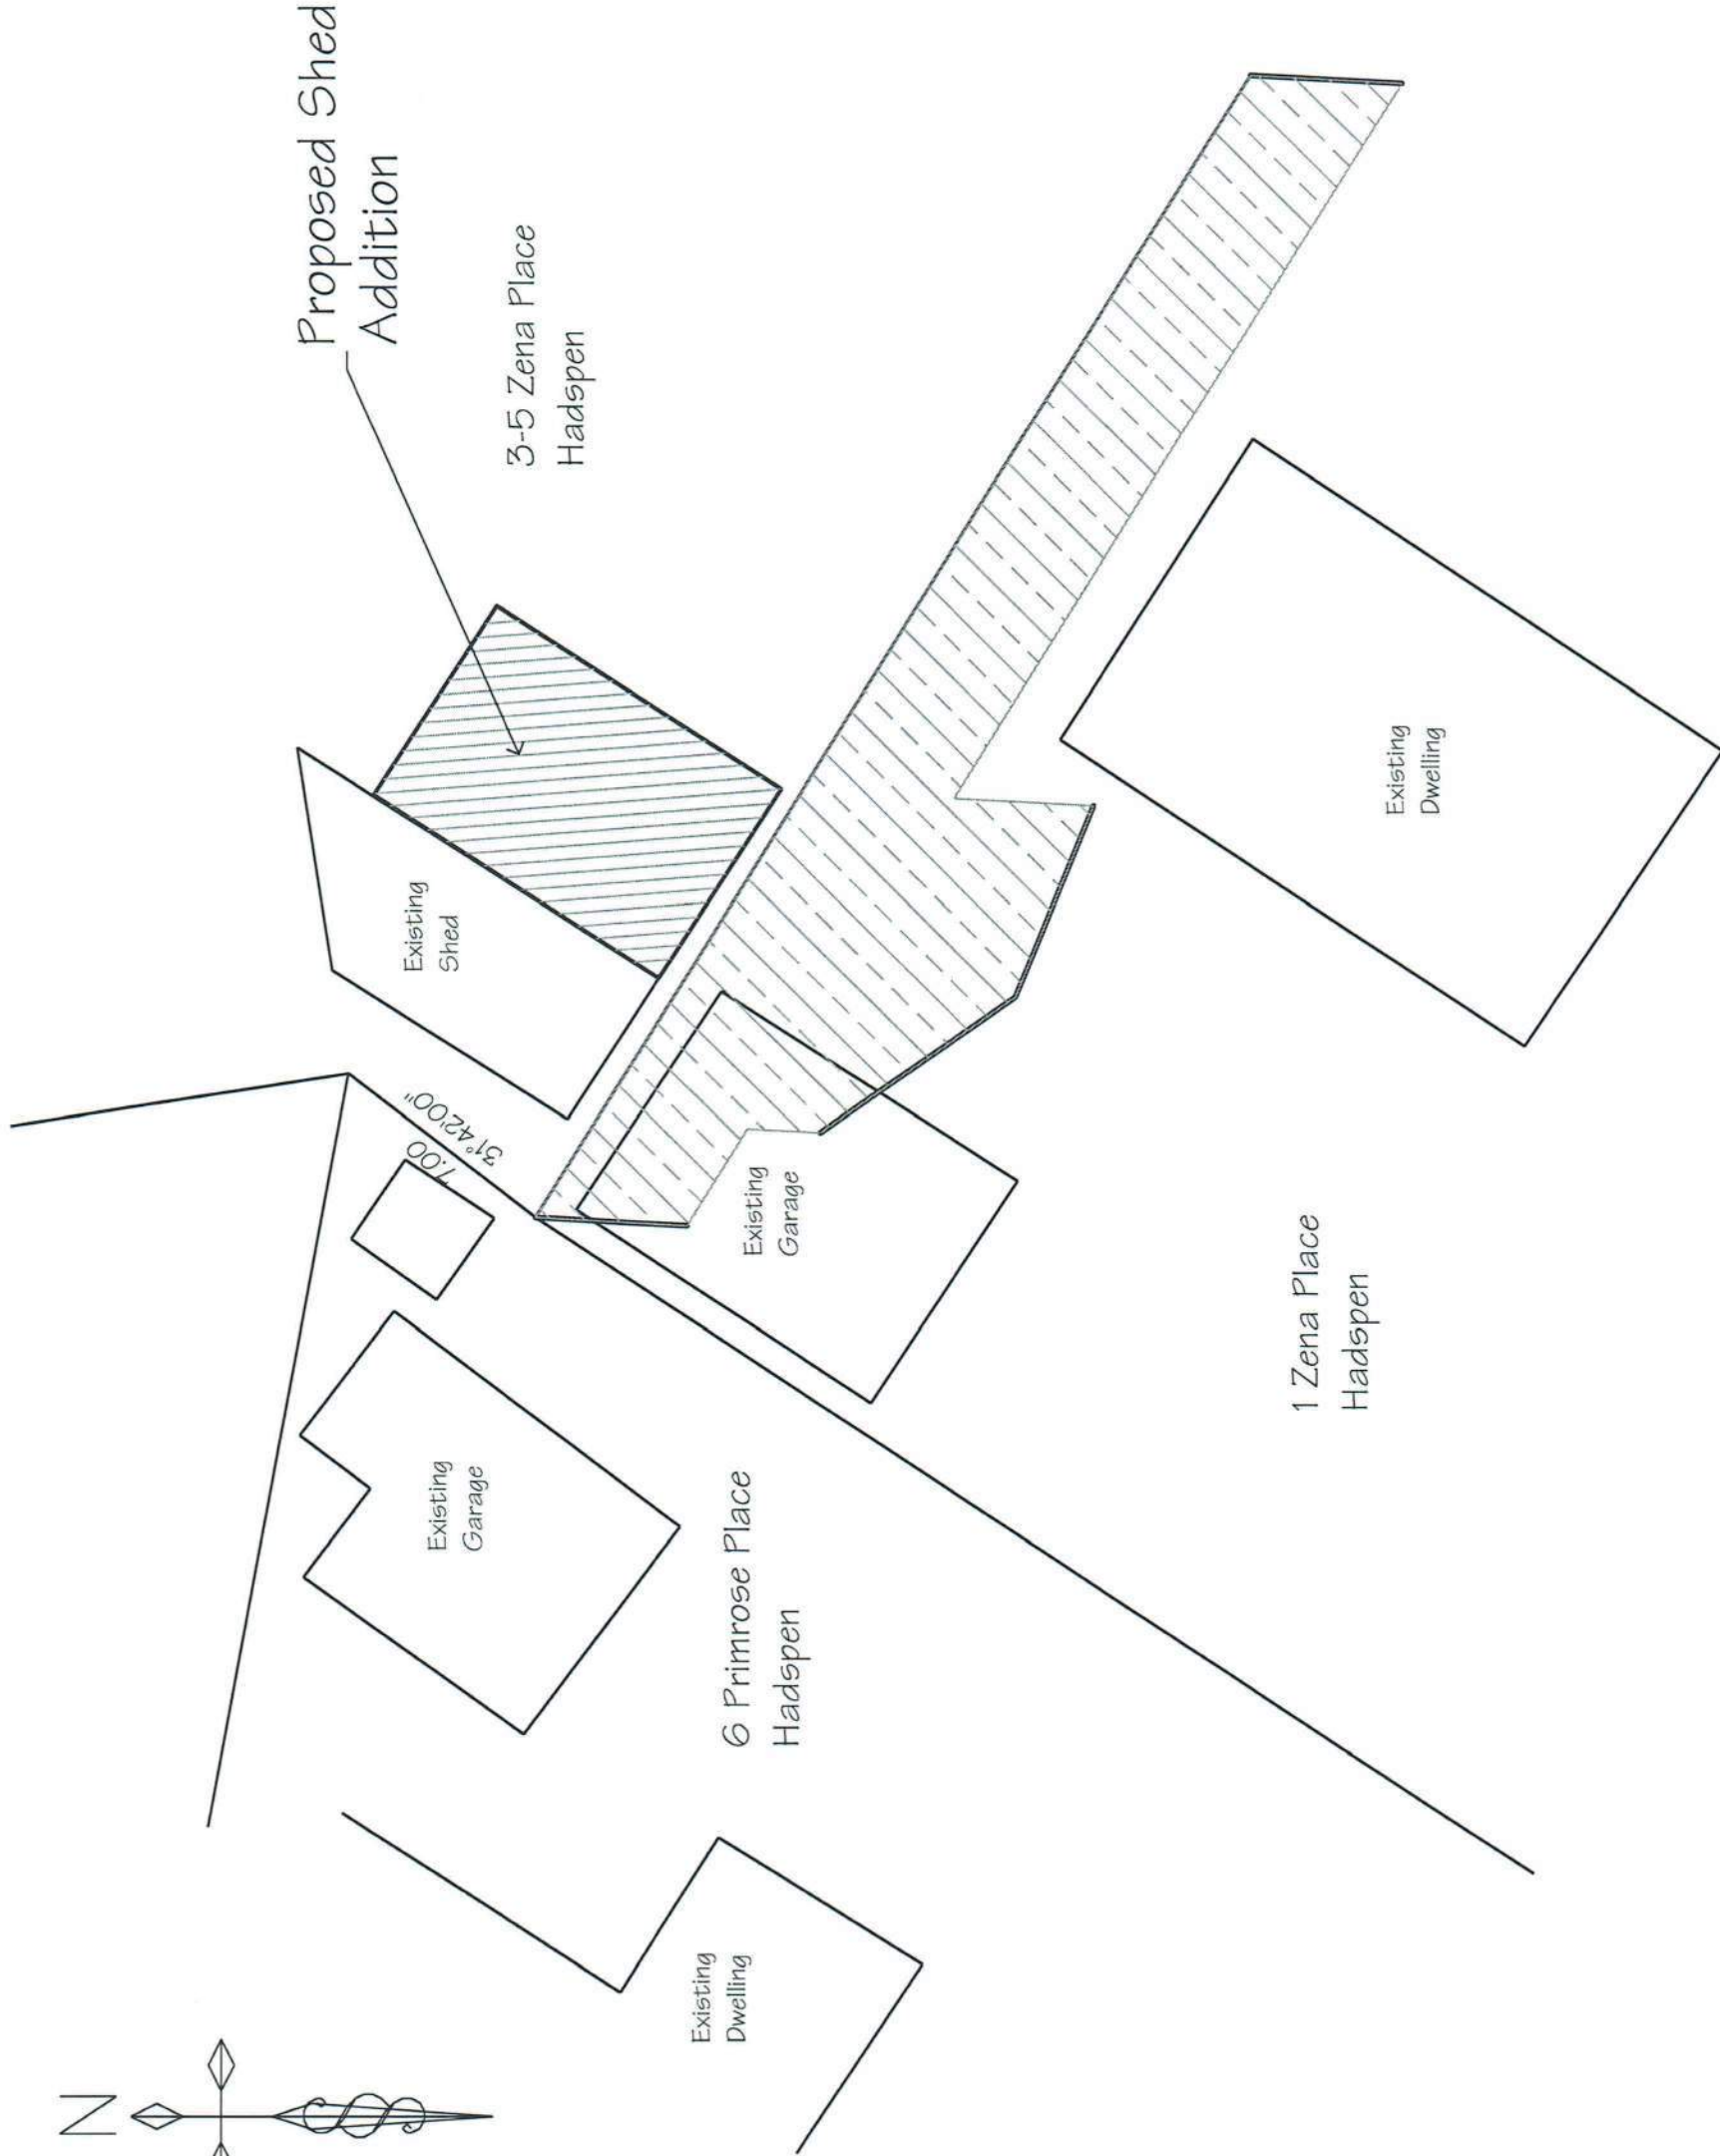 Proposed Shed
Addition
3-5 Zena Place
Hadspen
Existing
Shed
Existing
Dwelling
7.00
31°42'00"
Existing
Garage
1 Zena Place
Hadspen
Existing
Garage
6 Primrose Place
Hadspen
Existing
Dwelling
N